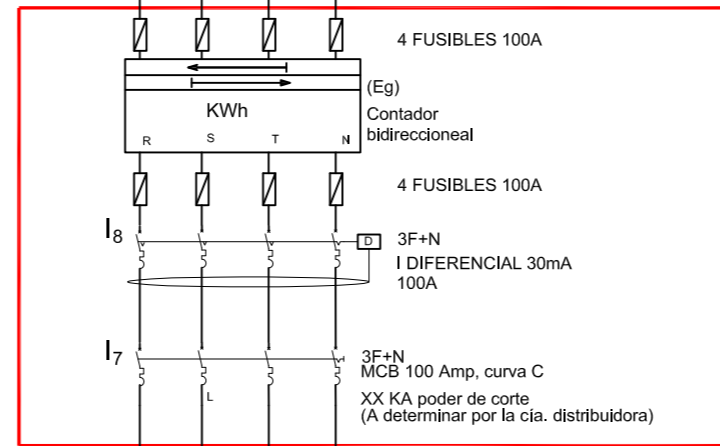 4 FUSIBLES 100A
(Eg)
KWh
Contador
bidireccioneal
R S T N
4 FUSIBLES 100A
I8
D
3F+N
I DIFERENCIAL 30mA
100A
I7
3F+N
MCB 100 Amp, curva C
L
XX KA poder de corte
(A determinar por la cía. distribuidora)